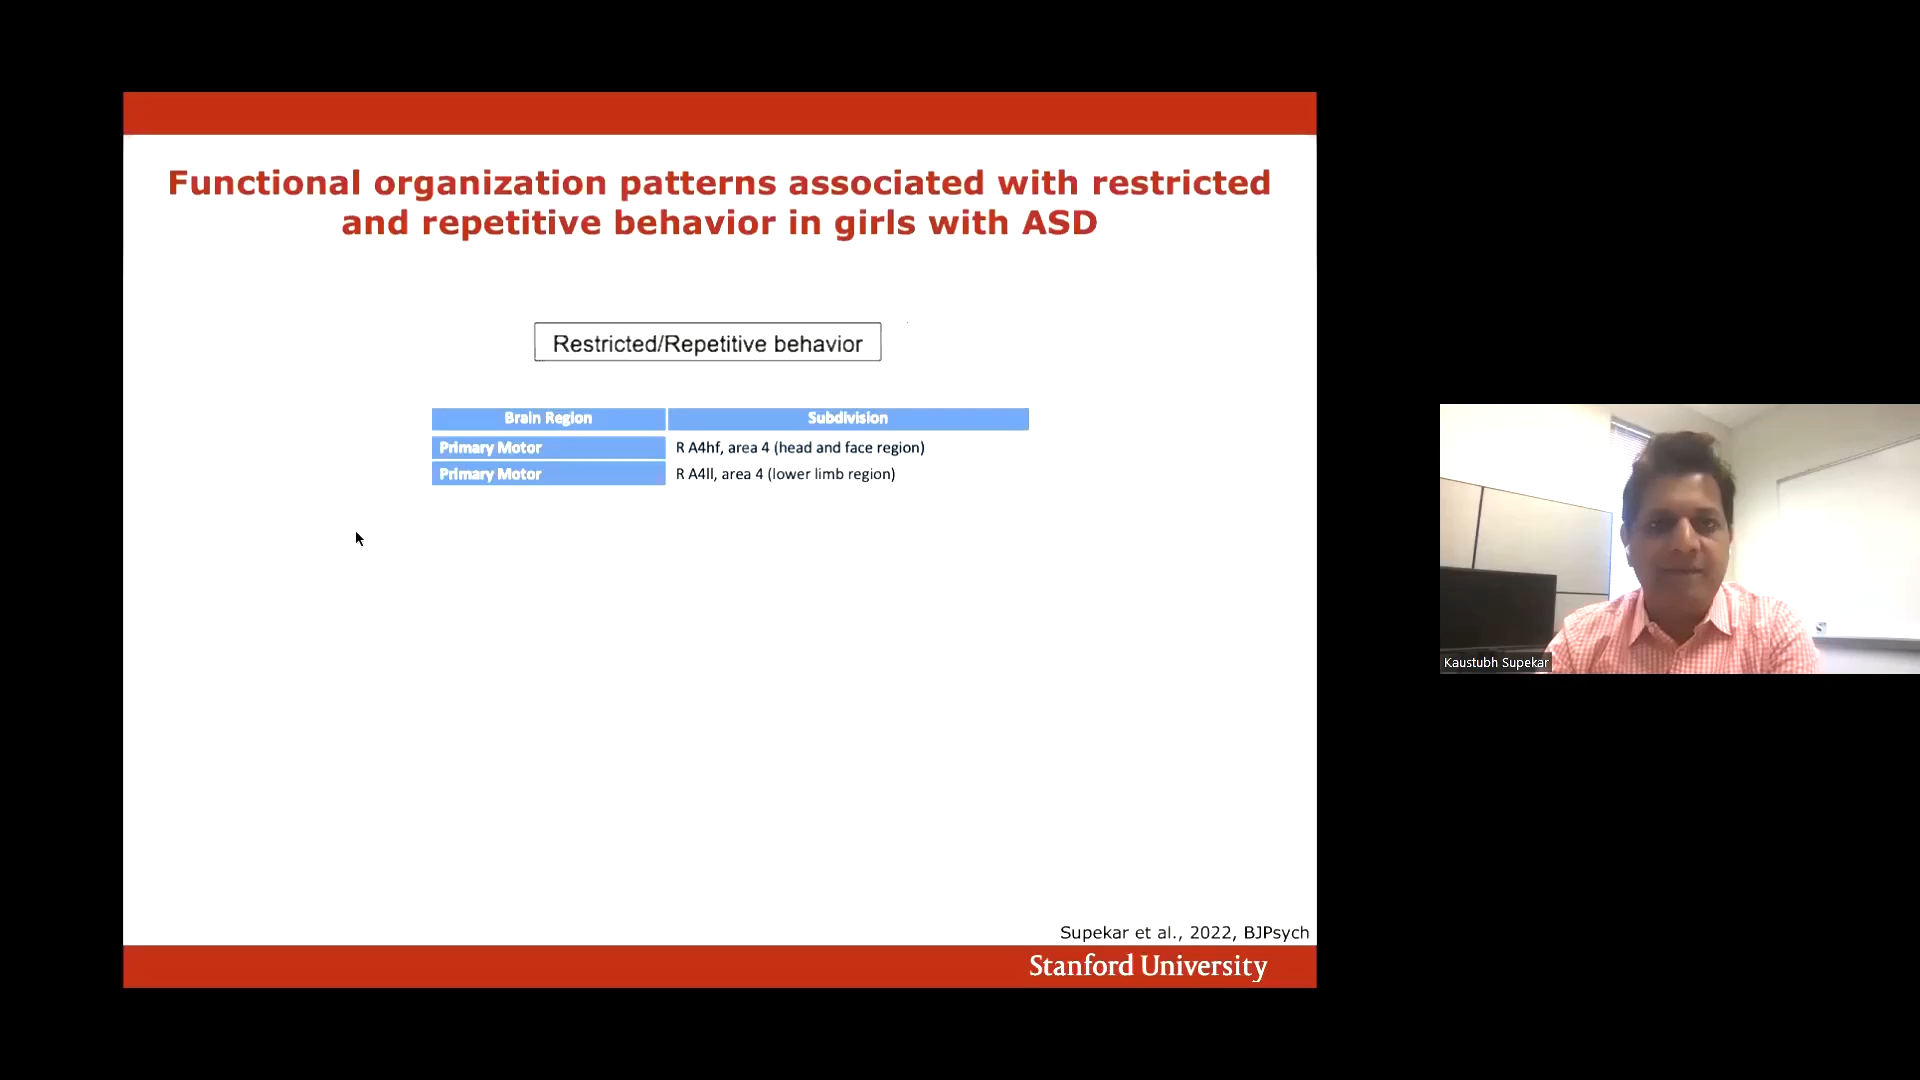 Functional organization patterns associated with restricted
and repetitive behavior in girls with ASD
Restricted/Repetitive behavior
Brain Region Subdivision
Primary Motor R A4hf, area 4 (head and face region)
Primary Motor R A4ll, area 4 (lower limb region)
Kaustubh Supekar
Supekar et al., 2022, BJPsych
Stanford University